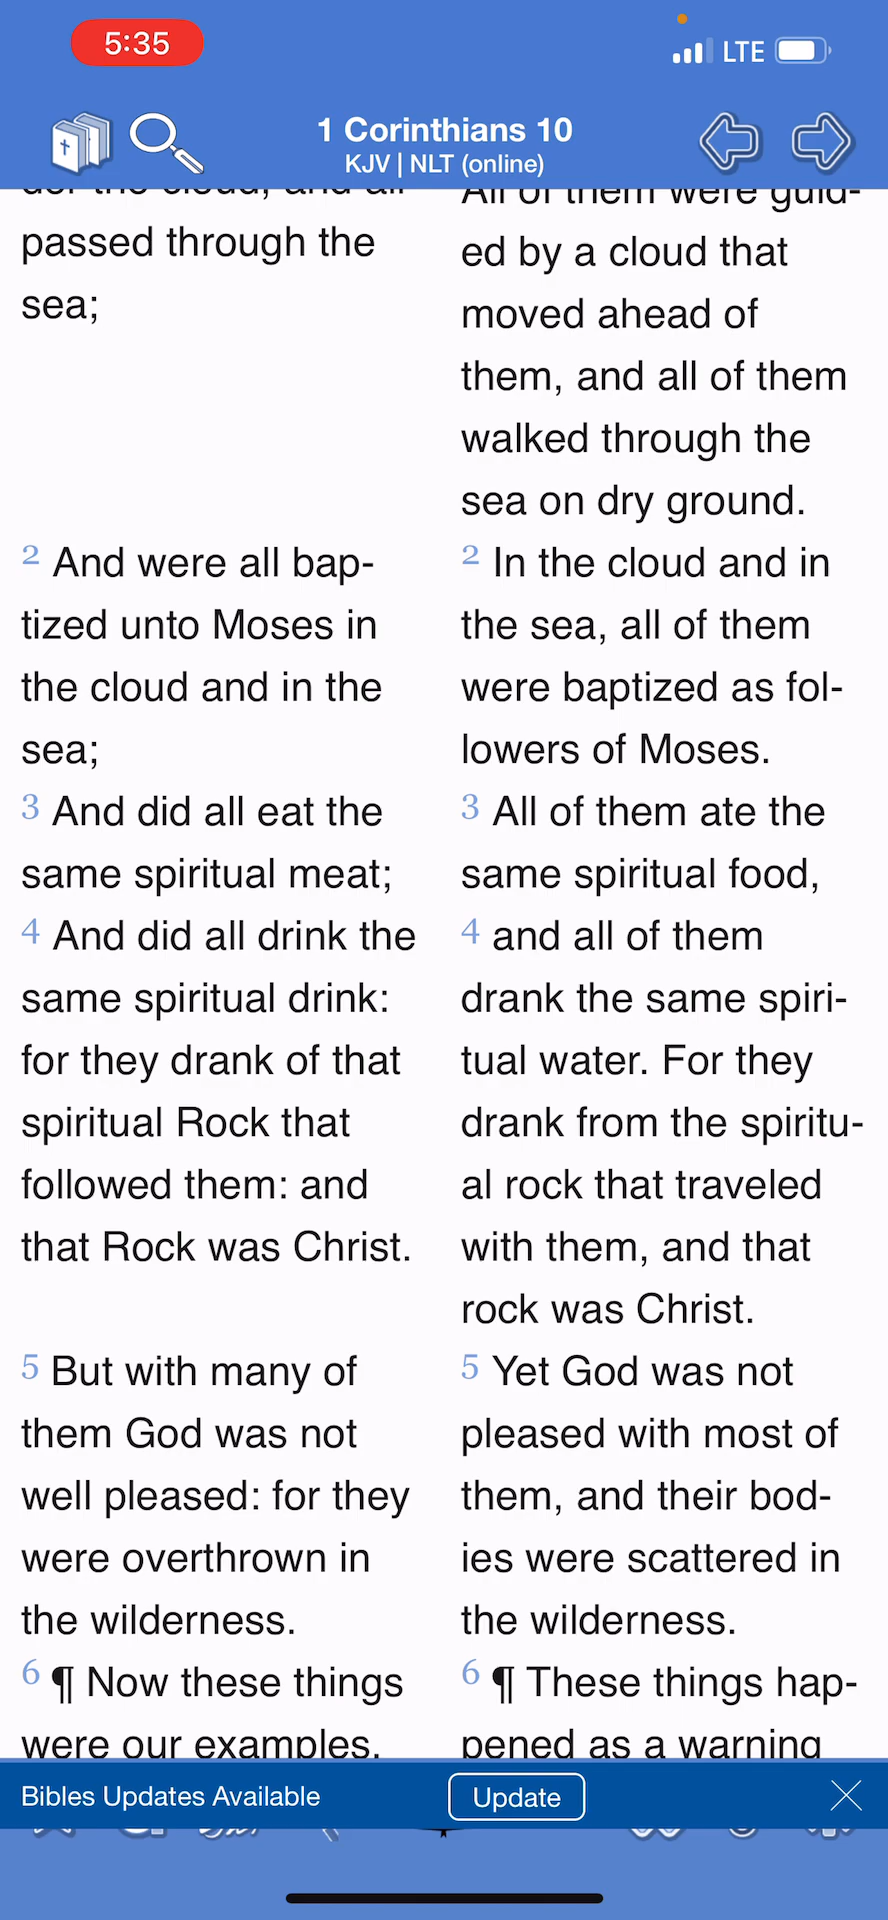 5:35
LTE
1 Corinthians 10
KJV | NLT (online)
der the cloud, and all
passed through the
sea;
2 And were all bap-
tized unto Moses in
the cloud and in the
sea;
3 And did all eat the
same spiritual meat;
4 And did all drink the
same spiritual drink:
for they drank of that
spiritual Rock that
followed them: and
that Rock was Christ.
5 But with many of
them God was not
well pleased: for they
were overthrown in
the wilderness.
6 ¶ Now these things
were our examples,
All of them were guid-
ed by a cloud that
moved ahead of
them, and all of them
walked through the
sea on dry ground.
2 In the cloud and in
the sea, all of them
were baptized as fol-
lowers of Moses.
3 All of them ate the
same spiritual food,
4 and all of them
drank the same spiri-
tual water. For they
drank from the spiritu-
al rock that traveled
with them, and that
rock was Christ.
5 Yet God was not
pleased with most of
them, and their bod-
ies were scattered in
the wilderness.
6 ¶ These things hap-
pened as a warning
Bibles Updates Available
Update